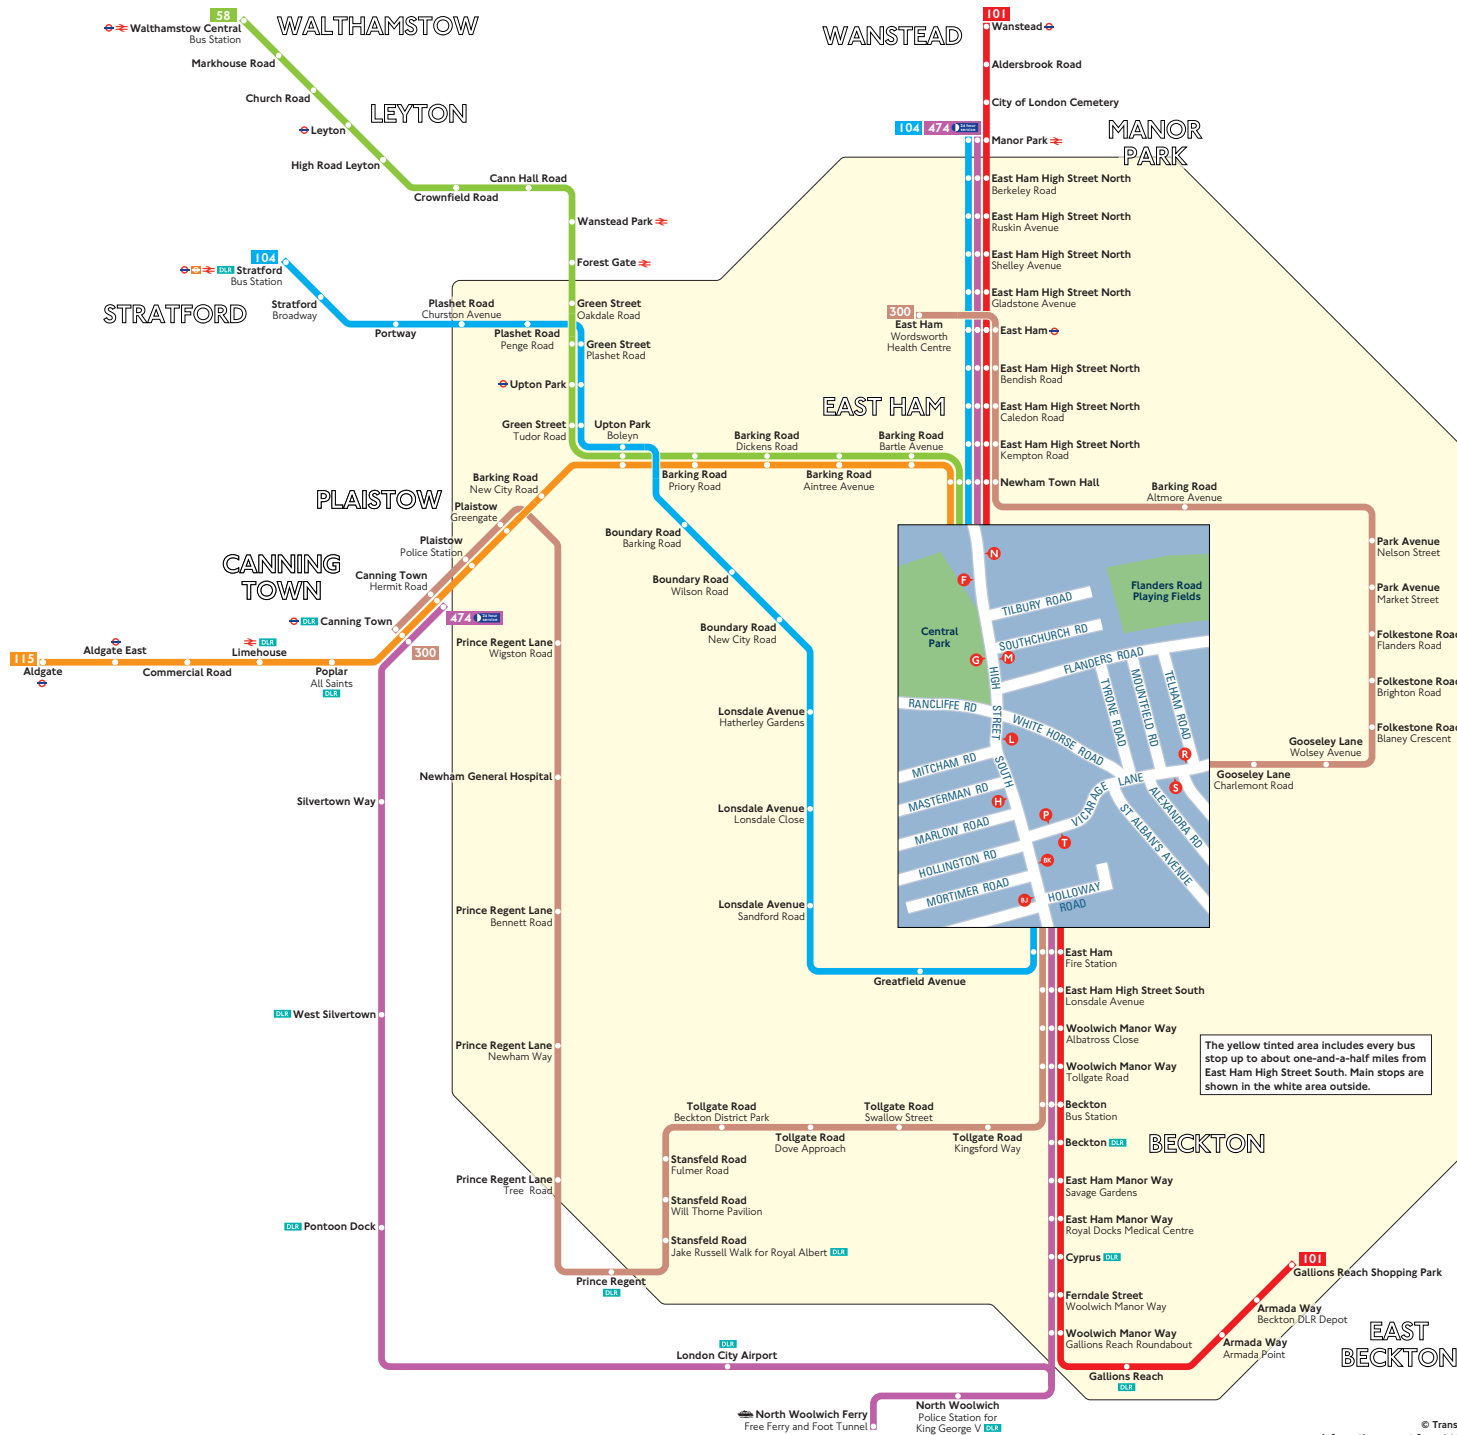 58
WALTHAMSTOW
Walthamstow Central
Bus Station
Markhouse Road
Church Road
LEYTON
Leyton
High Road Leyton
Crownfield Road
Cann Hall Road
Wanstead Park
Forest Gate
Green Street
Oakdale Road
Green Street
Plashet Road
Upton Park
Green Street
Tudor Road
Upton Park
Boleyn
104
DLR Stratford
Bus Station
STRATFORD
Stratford
Broadway
Portway
Plashet Road
Churston Avenue
Plashet Road
Penge Road
WANSTEAD
101
Wanstead
Aldersbrook Road
City of London Cemetery
104
474
24 hour
service
Manor Park
MANOR
PARK
East Ham High Street North
Berkeley Road
East Ham High Street North
Ruskin Avenue
East Ham High Street North
Shelley Avenue
East Ham High Street North
Gladstone Avenue
300
East Ham
Wordsworth
Health Centre
East Ham
East Ham High Street North
Bendish Road
East Ham High Street North
Caledon Road
East Ham High Street North
Kempton Road
Newham Town Hall
EAST HAM
Barking Road
Dickens Road
Barking Road
Bartle Avenue
Barking Road
Priory Road
Barking Road
Aintree Avenue
Barking Road
New City Road
PLAISTOW
Plaistow
Greengate
Plaistow
Police Station
CANNING
TOWN
Canning Town
Hermit Road
DLR Canning Town
474
24 hour
service
300
115
Aldgate
Aldgate East
Commercial Road
DLR
Limehouse
Poplar
All Saints
DLR
Boundary Road
Barking Road
Boundary Road
Wilson Road
Boundary Road
New City Road
Lonsdale Avenue
Hatherley Gardens
Lonsdale Avenue
Lonsdale Close
Lonsdale Avenue
Sandford Road
Greatfield Avenue
Prince Regent Lane
Wigston Road
Newham General Hospital
Prince Regent Lane
Bennett Road
Prince Regent Lane
Newham Way
Prince Regent Lane
Tree Road
Prince Regent
DLR
Silvertown Way
DLR West Silvertown
DLR Pontoon Dock
DLR
London City Airport
North Woolwich Ferry
Free Ferry and Foot Tunnel
North Woolwich
Police Station for
King George V DLR
Barking Road
Altmore Avenue
Park Avenue
Nelson Street
Park Avenue
Market Street
Folkestone Road
Flanders Road
Folkestone Road
Brighton Road
Folkestone Road
Blaney Crescent
Gooseley Lane
Wolsey Avenue
Gooseley Lane
Charlemont Road
N
F
TILBURY ROAD
Flanders Road
Playing Fields
Central
Park
SOUTHCHURCH RD
G
M
FLANDERS ROAD
HIGH STREET SOUTH
RANCLIFFE RD
WHITE HORSE ROAD
TYRONE ROAD
MOUNTFIELD RD
TELHAM ROAD
L
R
MITCHAM RD
MASTERMAN RD
H
S
VICARAGE LANE
MARLOW ROAD
P
T
ALEXANDRA RD
ST ALBAN'S AVENUE
HOLLINGTON RD
BK
MORTIMER ROAD
BJ
HOLLOWAY
ROAD
East Ham
Fire Station
East Ham High Street South
Lonsdale Avenue
Woolwich Manor Way
Albatross Close
Woolwich Manor Way
Tollgate Road
Beckton
Bus Station
Beckton DLR
BECKTON
East Ham Manor Way
Savage Gardens
East Ham Manor Way
Royal Docks Medical Centre
Cyprus DLR
Ferndale Street
Woolwich Manor Way
Woolwich Manor Way
Gallions Reach Roundabout
Gallions Reach
DLR
The yellow tinted area includes every bus
stop up to about one-and-a-half miles from
East Ham High Street South. Main stops are
shown in the white area outside.
Tollgate Road
Beckton District Park
Tollgate Road
Dove Approach
Tollgate Road
Swallow Street
Tollgate Road
Kingsford Way
Stansfeld Road
Fulmer Road
Stansfeld Road
Will Thorne Pavilion
Stansfeld Road
Jake Russell Walk for Royal Albert DLR
101
Gallions Reach Shopping Park
Armada Way
Beckton DLR Depot
Armada Way
Armada Point
EAST
BECKTON
© Trans